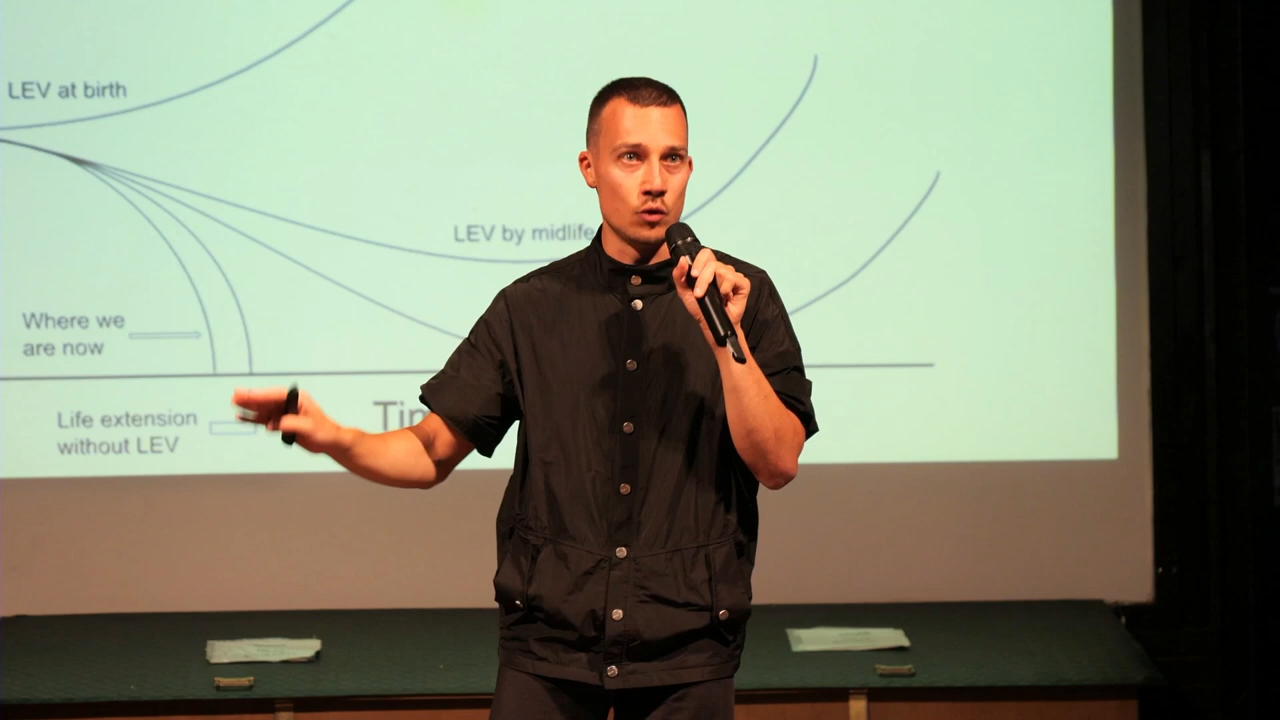 LEV at birth
LEV by midlife
Where we
are now
Life extension
without LEV